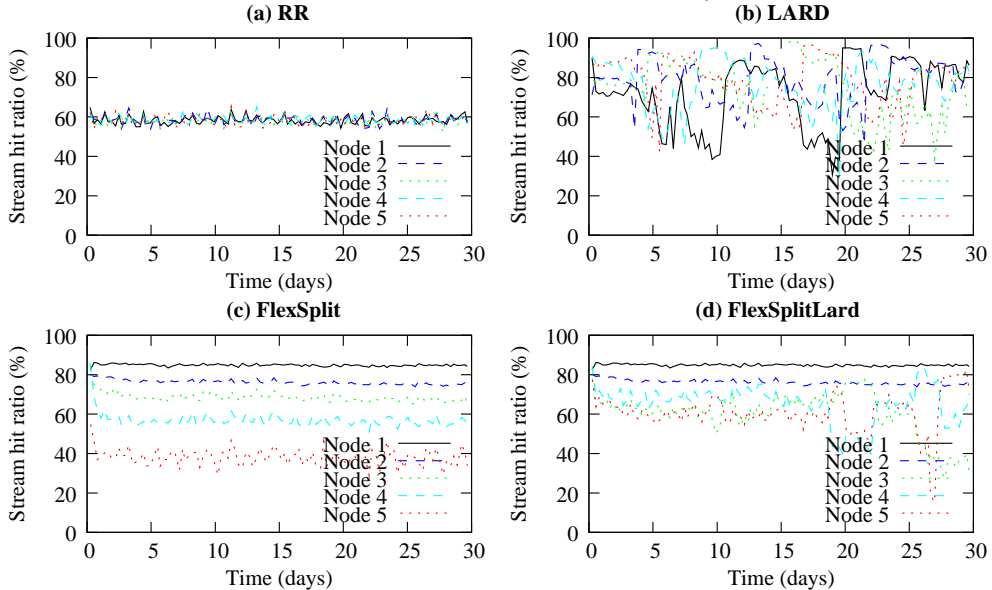 (a) RR
(b) LARD
Stream hit ratio (%)
100
80
60
40
20
0
Node 1
Node 2
Node 3
Node 4
Node 5
0 5 10 15 20 25 30
Time (days)
Stream hit ratio (%)
100
80
60
40
20
0
Node 1
Node 2
Node 3
Node 4
Node 5
0 5 10 15 20 25 30
Time (days)
(c) FlexSplit
(d) FlexSplitLard
Stream hit ratio (%)
100
80
60
40
20
0
Node 1
Node 2
Node 3
Node 4
Node 5
0 5 10 15 20 25 30
Time (days)
Stream hit ratio (%)
100
80
60
40
20
0
Node 1
Node 2
Node 3
Node 4
Node 5
0 5 10 15 20 25 30
Time (days)